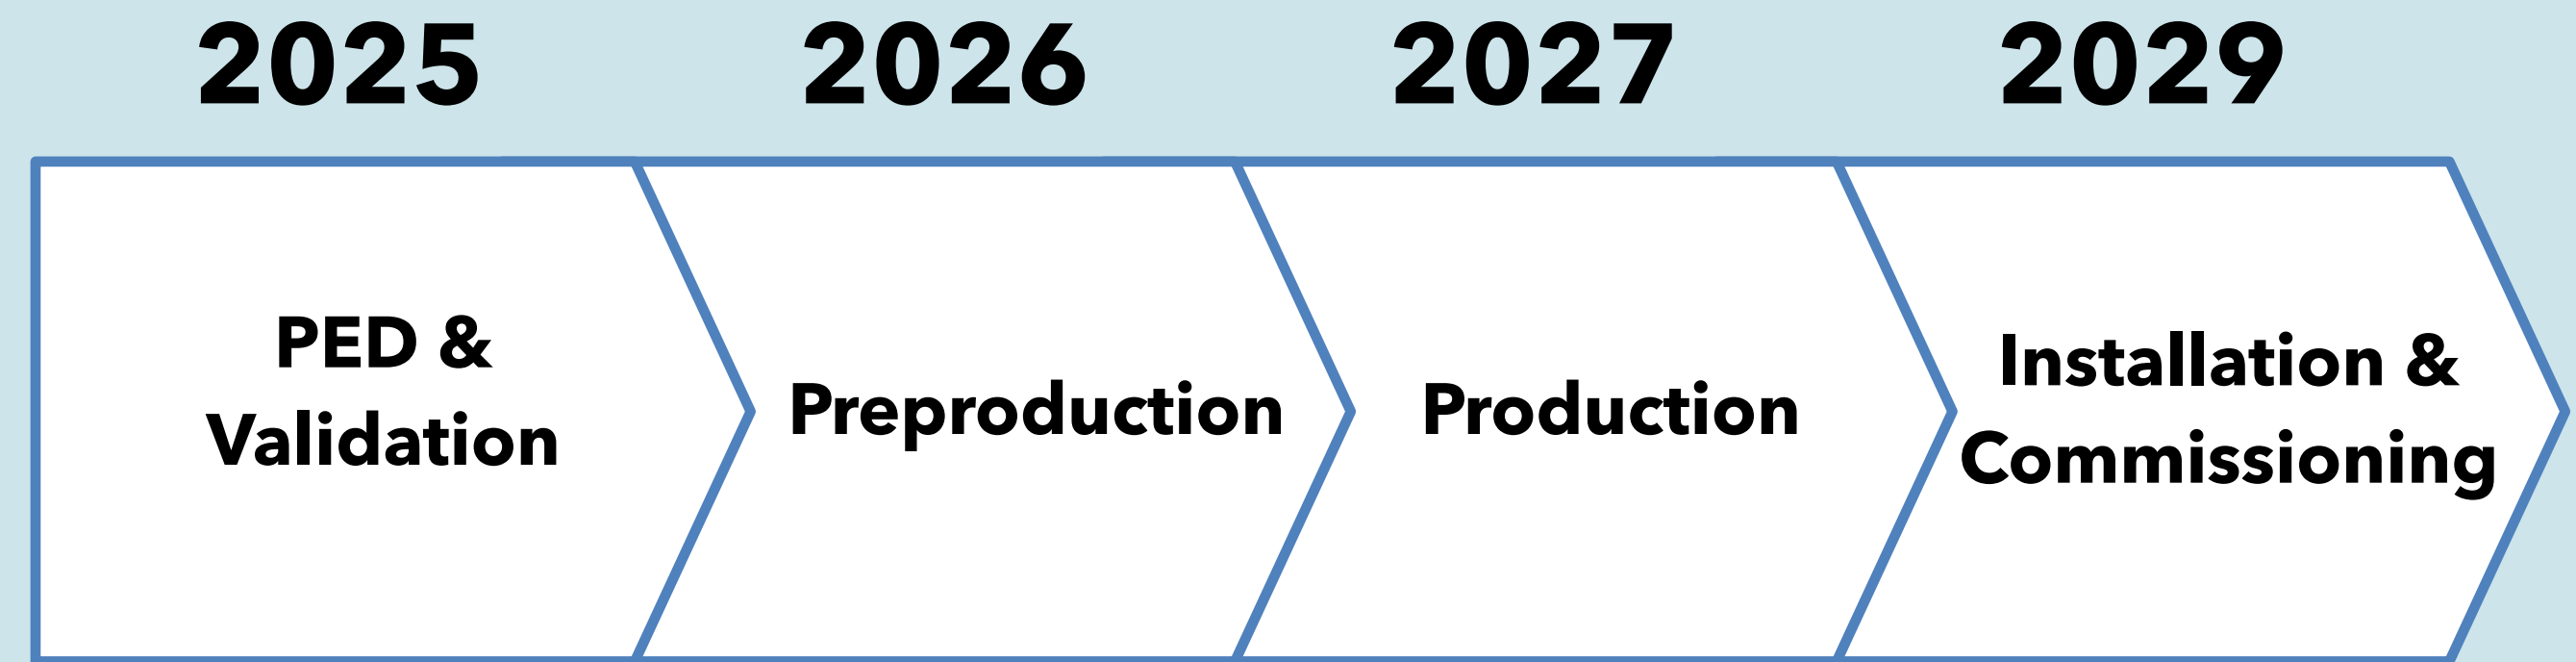 2025 2026 2027 2029
PED &
Validation
Preproduction
Production
Installation &
Commissioning